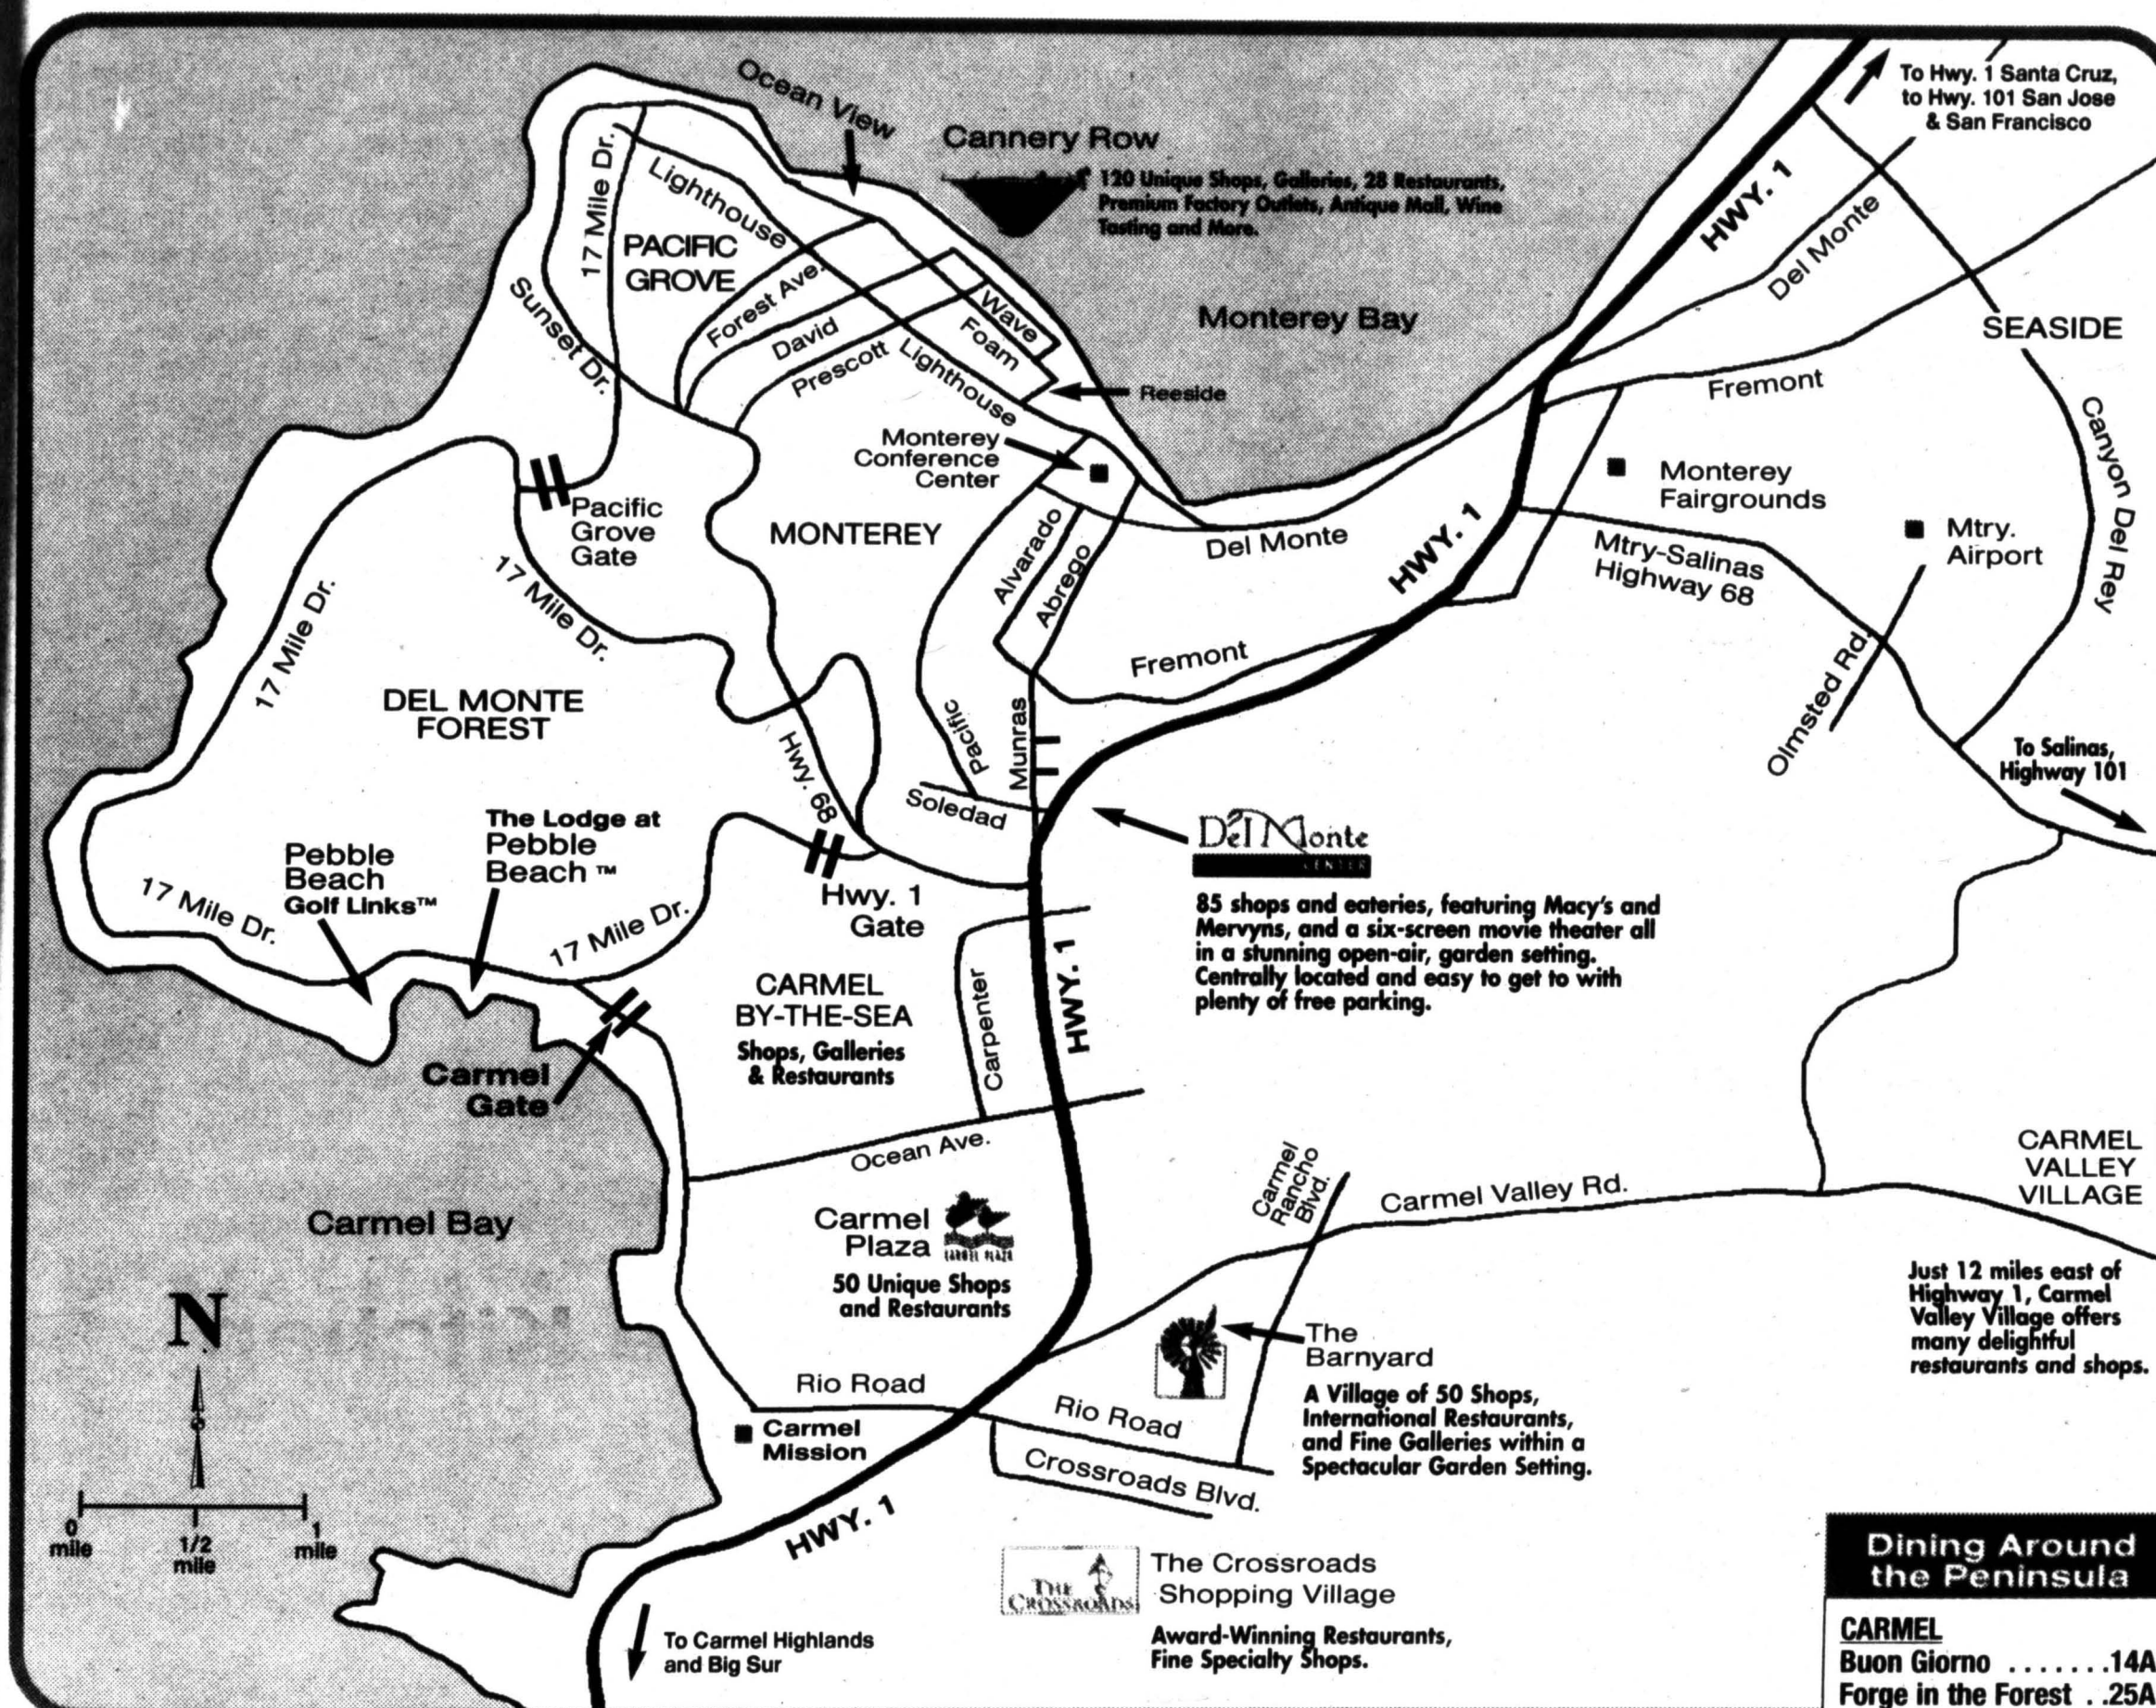 Ocean View
Cannery Row
120 Unique Shops, Galleries, 28 Restaurants,
Premium Factory Outlets, Antique Mall, Wine
Tasting and More.
To Hwy. 1 Santa Cruz,
to Hwy. 101 San Jose
& San Francisco
HWY. 1
Del Monte
17 Mile Dr.
Lighthouse
PACIFIC
GROVE
Sunset Dr.
Forest Ave.
David
Prescott
Lighthouse
Wave
Foam
Reeside
Monterey Bay
SEASIDE
Fremont
Canyon Del Rey
Monterey
Conference
Center
Monterey
Fairgrounds
Mtry.
Airport
Pacific
Grove
Gate
MONTEREY
Alvarado
Abrego
Del Monte
HWY. 1
Mtry-Salinas
Highway 68
17 Mile Dr.
17 Mile Dr.
Fremont
Olmsted Rd.
DEL MONTE
FOREST
Hwy. 68
Pacific
Munras
Soledad
To Salinas,
Highway 101
Del Monte
CENTER
85 shops and eateries, featuring Macy's and
Mervyns, and a six-screen movie theater all
in a stunning open-air, garden setting.
Centrally located and easy to get to with
plenty of free parking.
Pebble
Beach
Golf Links™
The Lodge at
Pebble
Beach ™
17 Mile Dr.
17 Mile Dr.
Hwy. 1
Gate
CARMEL
BY-THE-SEA
Shops, Galleries
& Restaurants
Carpenter
HWY. 1
Carmel
Gate
Ocean Ave.
Carmel
Rancho
Blvd.
Carmel Valley Rd.
CARMEL
VALLEY
VILLAGE
Just 12 miles east of
Highway 1, Carmel
Valley Village offers
many delightful
restaurants and shops.
Carmel Bay
Carmel
Plaza
CARMEL PLAZA
50 Unique Shops
and Restaurants
N
0
mile
1/2
mile
1
mile
The
Barnyard
A Village of 50 Shops,
International Restaurants,
and Fine Galleries within a
Spectacular Garden Setting.
Rio Road
Rio Road
Carmel
Mission
Crossroads Blvd.
HWY. 1
THE
CROSSROADS
The Crossroads
Shopping Village
Award-Winning Restaurants,
Fine Specialty Shops.
To Carmel Highlands
and Big Sur
Dining Around
the Peninsula
CARMEL
Buon Giorno .......14A
Forge in the Forest ..25A